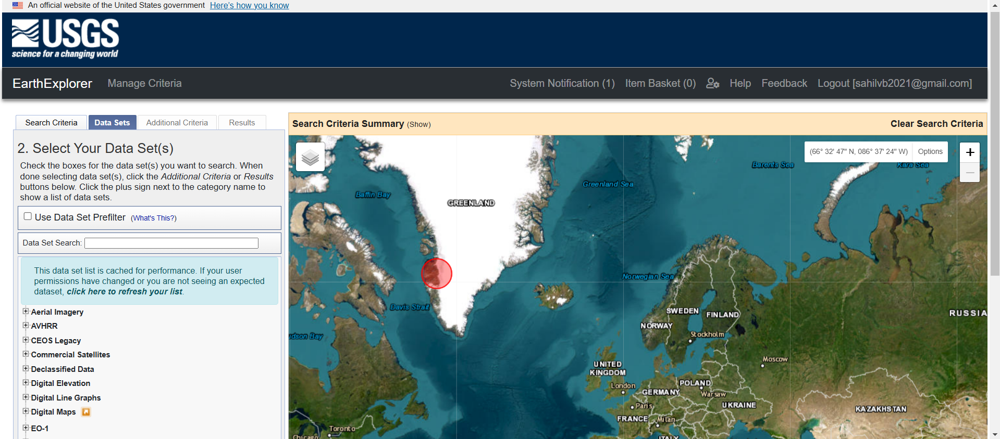 An official website of the United States government Here's how you know
USGS
science for a changing world
EarthExplorer Manage Criteria System Notification (1) Item Basket (0) Help Feedback Logout [sahilvb2021@gmail.com]
Search Criteria Data Sets Additional Criteria Results
2. Select Your Data Set(s)
Check the boxes for the data set(s) you want to search. When
done selecting data set(s), click the Additional Criteria or Results
buttons below. Click the plus sign next to the category name to
show a list of data sets.
Use Data Set Prefilter (What's This?)
Data Set Search:
This data set list is cached for performance. If your user
permissions have changed or you are not seeing an expected
dataset, click here to refresh your list.
Aerial Imagery
AVHRR
CEOS Legacy
Commercial Satellites
Declassified Data
Digital Elevation
Digital Line Graphs
Digital Maps
EO-1
Search Criteria Summary (Show) Clear Search Criteria
(66° 32' 47" N, 086° 37' 24" W) Options
+
−
Barents Sea
Kara Sea
Greenland Sea
Baffin Bay
GREENLAND
Norwegian Sea
Davis Strait
SWEDEN
FINLAND
RUSSIA
NORWAY
Stockholm
udson Bay
Moscow
UNITED
KINGDOM
London
POLAND
GERMANY
Warsaw
Paris
UKRAINE
KAZAKHSTAN
FRANCE
Milan
Toronto
Chicago
ITALY